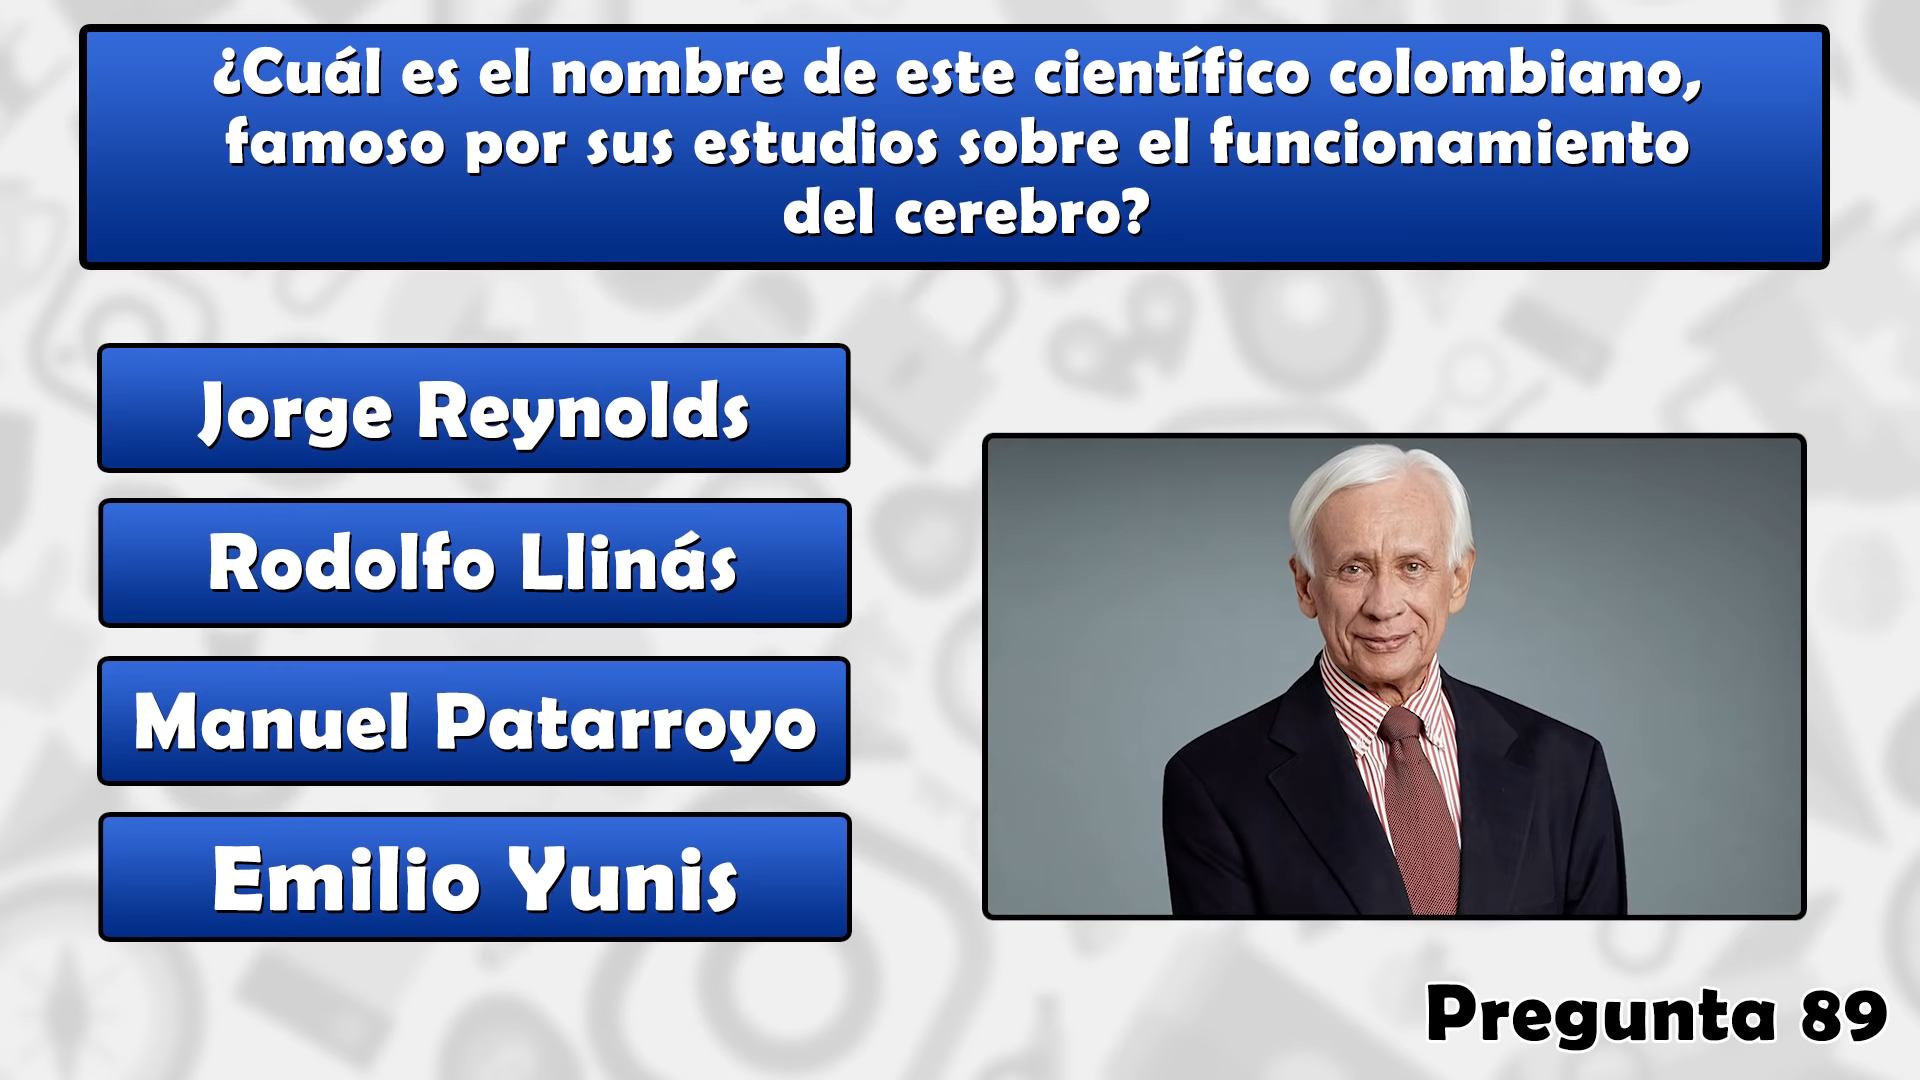 ¿Cuál es el nombre de este científico colombiano,
famoso por sus estudios sobre el funcionamiento
del cerebro?
Jorge Reynolds
Rodolfo Llinás
Manuel Patarroyo
Emilio Yunis
Pregunta 89